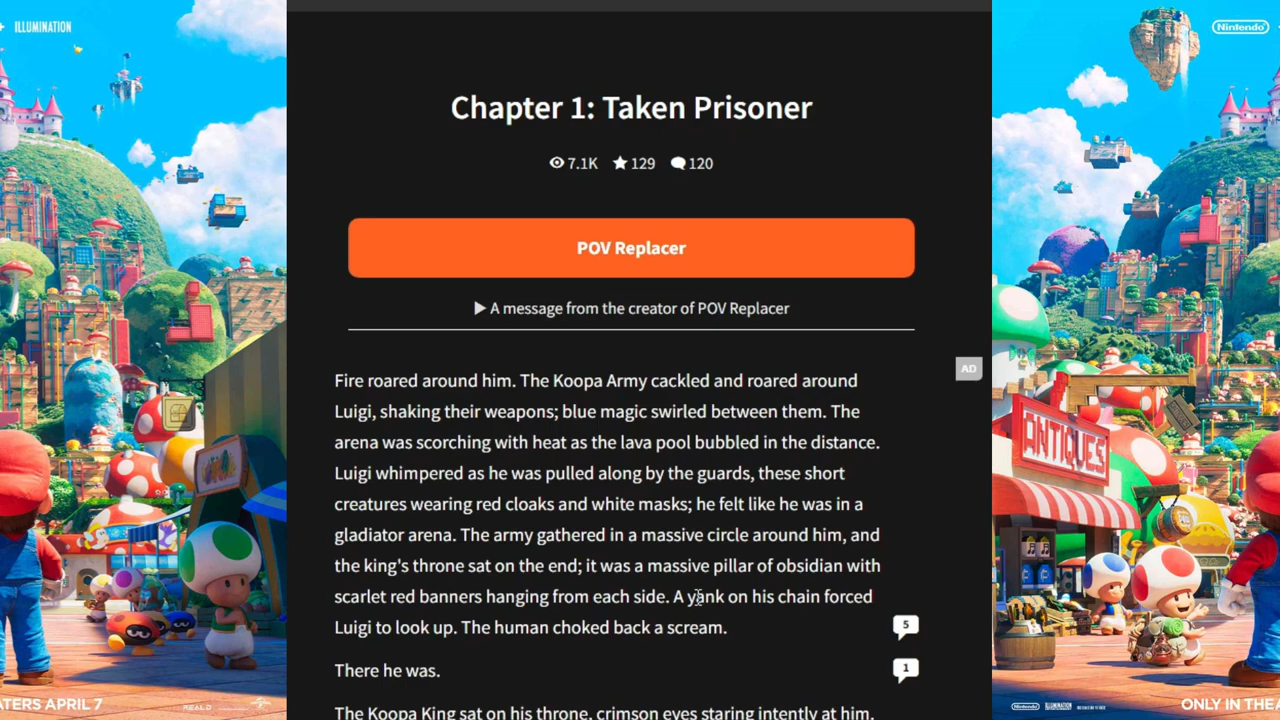 ILLUMINATION
Nintendo
Chapter 1: Taken Prisoner
7.1K 129 120
POV Replacer
▶ A message from the creator of POV Replacer
AD
Fire roared around him. The Koopa Army cackled and roared around
Luigi, shaking their weapons; blue magic swirled between them. The
arena was scorching with heat as the lava pool bubbled in the distance.
Luigi whimpered as he was pulled along by the guards, these short
creatures wearing red cloaks and white masks; he felt like he was in a
gladiator arena. The army gathered in a massive circle around him, and
the king's throne sat on the end; it was a massive pillar of obsidian with
scarlet red banners hanging from each side. A yank on his chain forced
Luigi to look up. The human choked back a scream.
5
There he was.
1
The Koopa King sat on his throne, crimson eyes staring intently at him,
ANTIQUES
ATERS APRIL 7
REAL D
Nintendo
ILLUMINATION
ONLY IN THEA